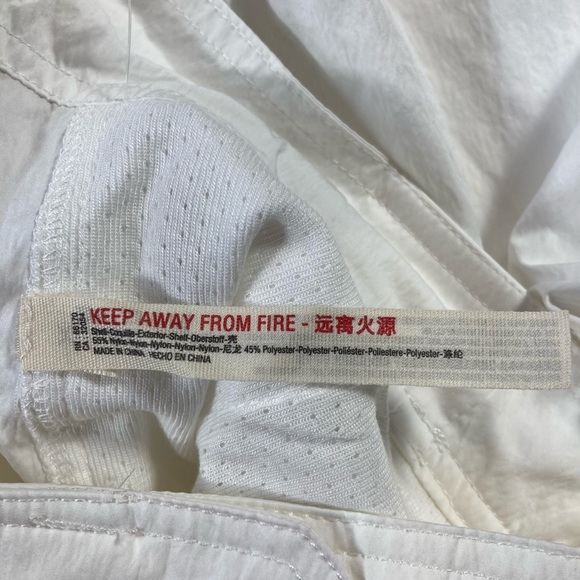 KEEP AWAY FROM FIRE - 远离火源
Shell-Coquille-Exterior-Shell-Oberstoff-壳
55% Nylon-Nylon-Nylon-Nylon-Nylon-尼龙 45% Polyester-Polyester-Poliéster-Poliestere-Polyester-涤纶
MADE IN CHINA. HECHO EN CHINA